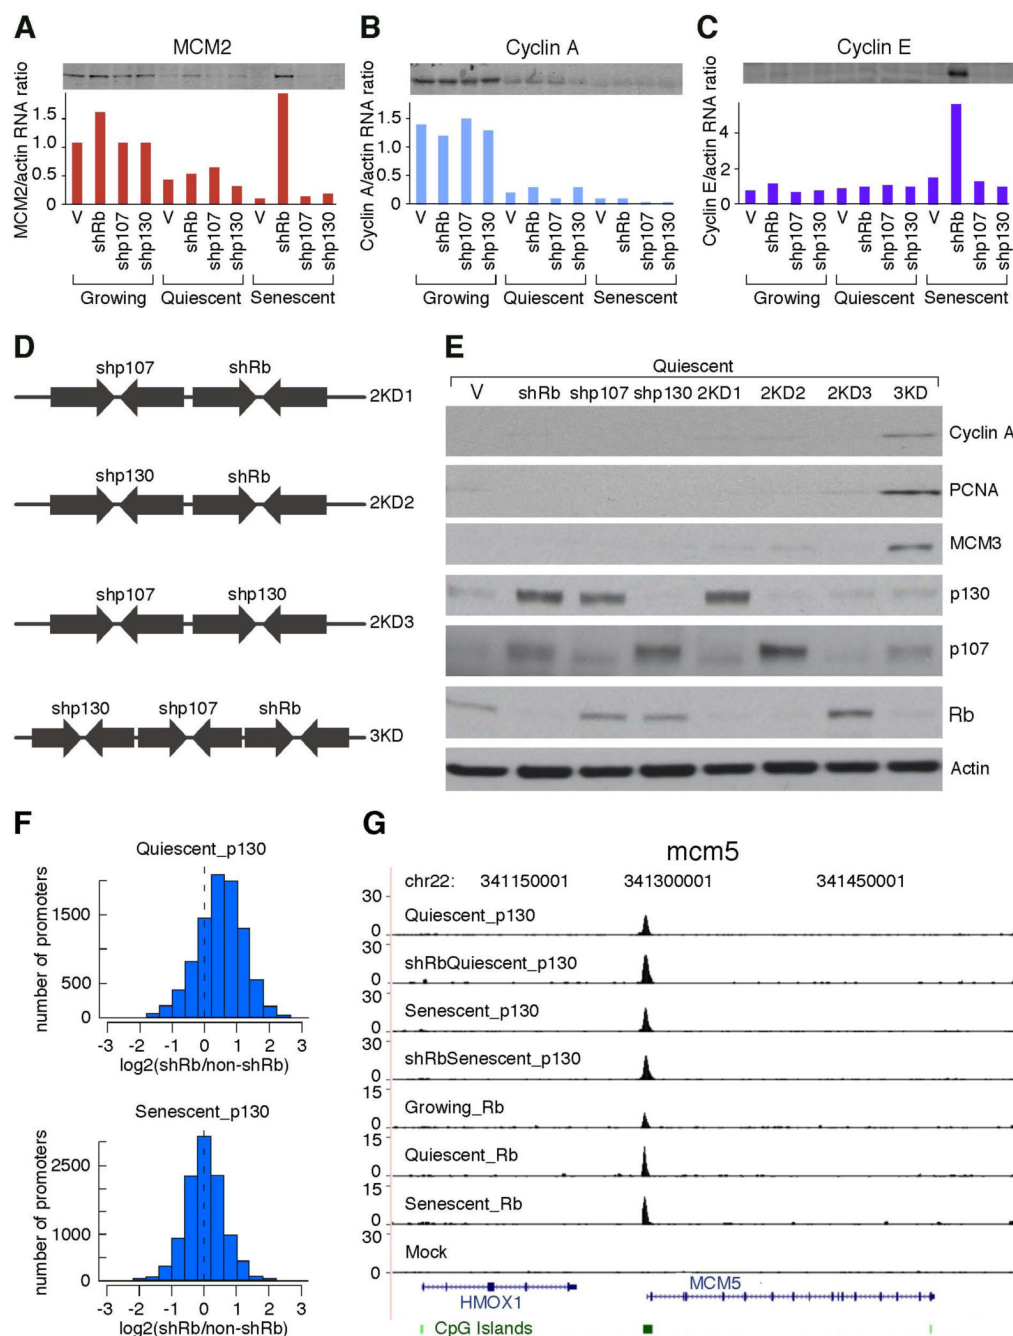 A
MCM2
MCM2/actin RNA ratio
1.5
1.0
0.5
0
V
shRb
shp107
shp130
V
shRb
shp107
shp130
V
shRb
shp107
shp130
Growing
Quiescent
Senescent
B
Cyclin A
Cyclin A/actin RNA ratio
1.5
1.0
0.5
0
V
shRb
shp107
shp130
V
shRb
shp107
shp130
V
shRb
shp107
shp130
Growing
Quiescent
Senescent
C
Cyclin E
Cyclin E/actin RNA ratio
4
2
0
V
shRb
shp107
shp130
V
shRb
shp107
shp130
V
shRb
shp107
shp130
Growing
Quiescent
Senescent
D
shp107 shRb
2KD1
shp130 shRb
2KD2
shp107 shp130
2KD3
shp130 shp107 shRb
3KD
E
Quiescent
V shRb shp107 shp130 2KD1 2KD2 2KD3 3KD
Cyclin A
PCNA
MCM3
p130
p107
Rb
Actin
F
Quiescent_p130
number of promoters
1500
500
0
-3 -2 -1 0 1 2 3
log2(shRb/non-shRb)
Senescent_p130
number of promoters
2500
1000
0
-3 -2 -1 0 1 2 3
log2(shRb/non-shRb)
G
mcm5
chr22: 341150001 341300001 341450001
30
Quiescent_p130
0
30
shRbQuiescent_p130
0
30
Senescent_p130
0
30
shRbSenescent_p130
0
15
Growing_Rb
0
15
Quiescent_Rb
0
15
Senescent_Rb
0
30
Mock
0
HMOX1
MCM5
CpG Islands